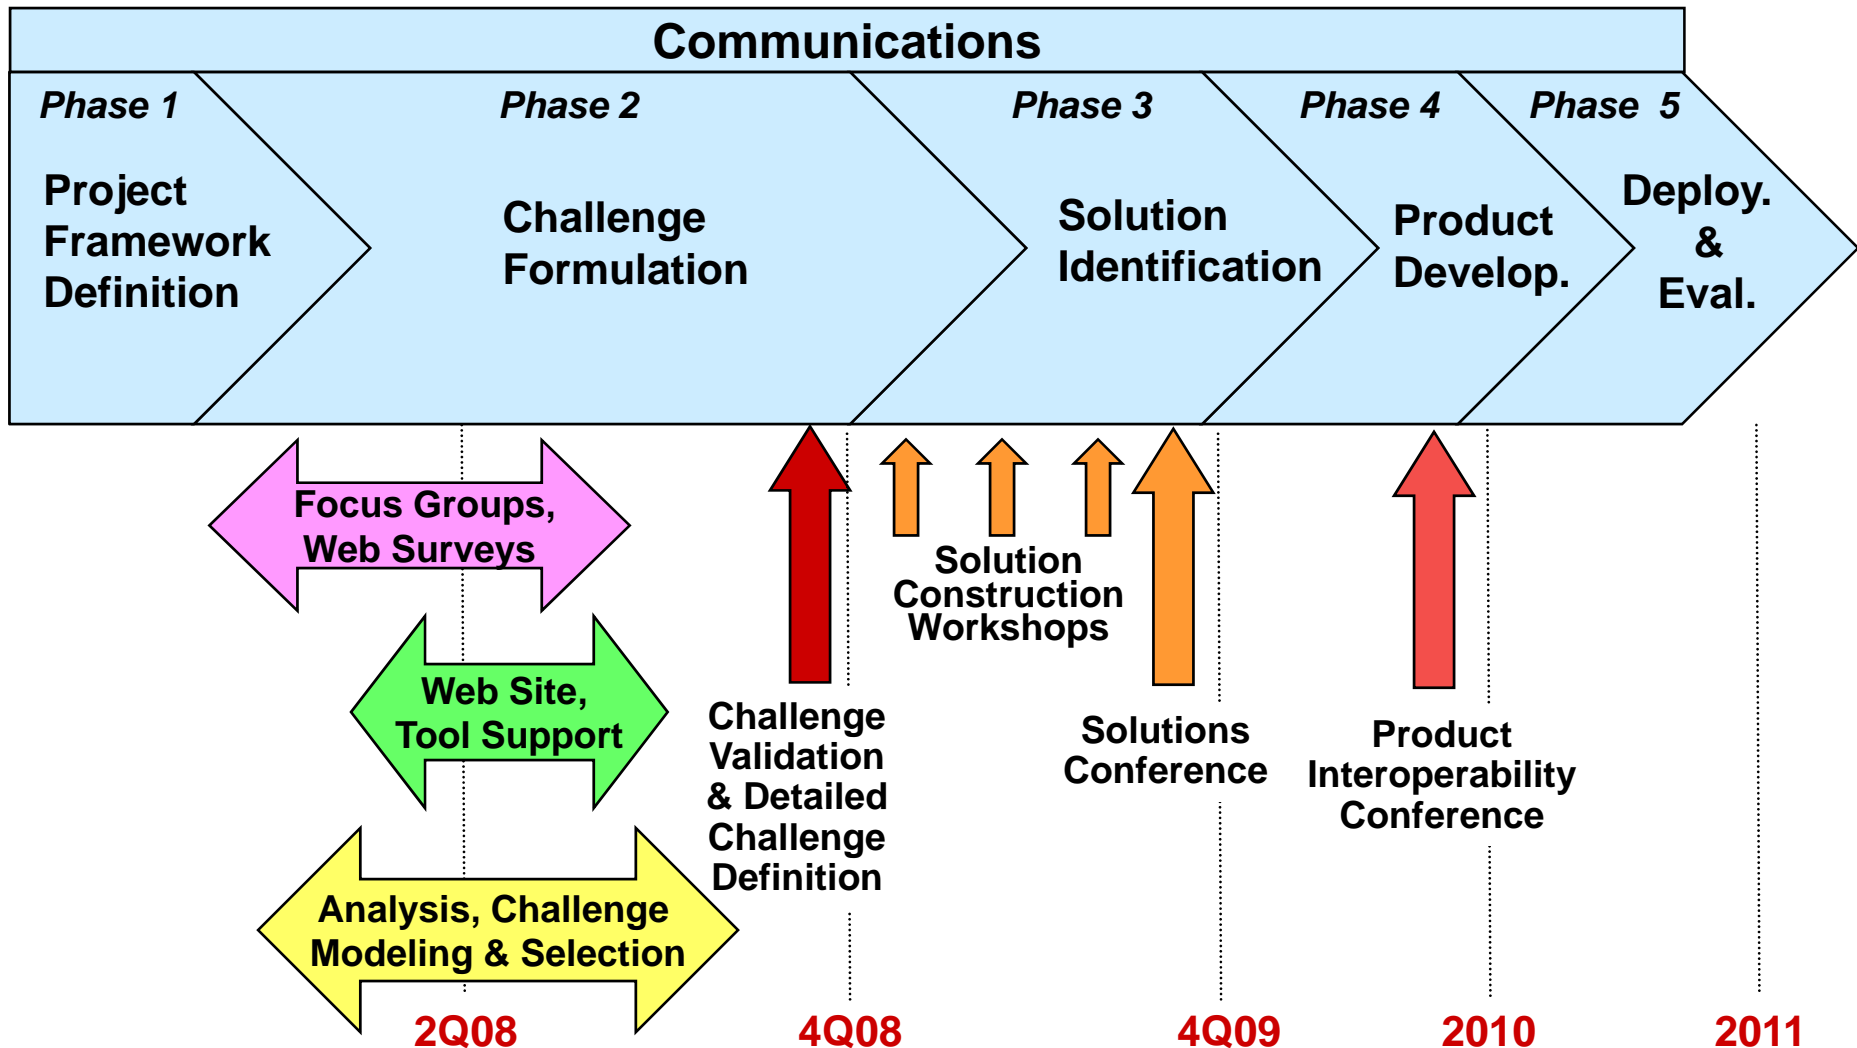 Communications
Phase 1
Phase 2
Phase 3
Phase 4
Phase  5
Project
Framework
Definition
Challenge
Formulation
Solution
Identification
Product
Develop.
Deploy.
&
Eval.
Focus Groups,
Web Surveys
Web Site,
Tool Support
Analysis, Challenge
Modeling & Selection
Challenge
Validation
& Detailed
Challenge
Definition
Solution
Construction
Workshops
Solutions
Conference
Product
Interoperability
Conference
2Q08
4Q08
4Q09
2010
2011